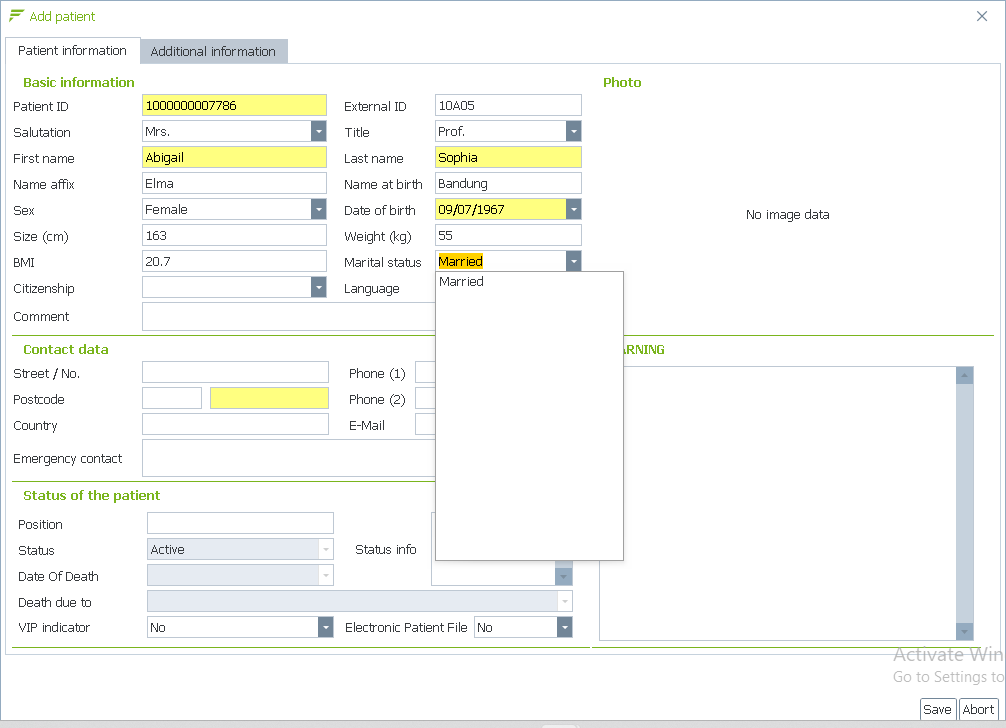 Add patient
Patient information Additional information
Basic information Photo
Patient ID 1000000007786 External ID 10A05
Salutation Mrs. Title Prof.
First name Abigail Last name Sophia
Name affix Elma Name at birth Bandung
Sex Female Date of birth 09/07/1967
No image data
Size (cm) 163 Weight (kg) 55
BMI 20.7 Marital status Married
Married
Citizenship Language
Comment
Contact data ARNING
Street / No. Phone (1)
Postcode Phone (2)
Country E-Mail
Emergency contact
Status of the patient
Position
Status Active Status info
Date Of Death
Death due to
VIP indicator No Electronic Patient File No
Activate Win
Go to Settings to
Save Abort